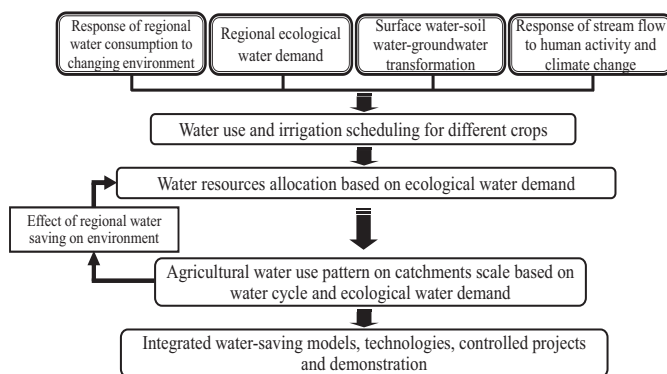 Response of regional
water consumption to
changing environment
Regional ecological
water demand
Surface water-soil
water-groundwater
transformation
Response of stream flow
to human activity and
climate change
Water use and irrigation scheduling for different crops
Water resources allocation based on ecological water demand
Effect of regional water
saving on environment
Agricultural water use pattern on catchments scale based on
water cycle and ecological water demand
Integrated water-saving models, technologies, controlled projects
and demonstration